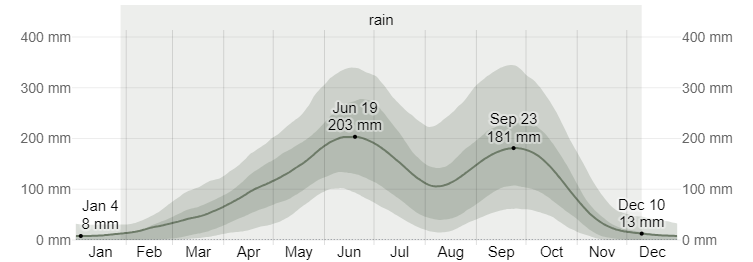 rain
400 mm
400 mm
300 mm
300 mm
Jun 19
203 mm
Sep 23
181 mm
200 mm
200 mm
100 mm
100 mm
Jan 4
8 mm
Dec 10
13 mm
0 mm
0 mm
Jan Feb Mar Apr May Jun Jul Aug Sep Oct Nov Dec